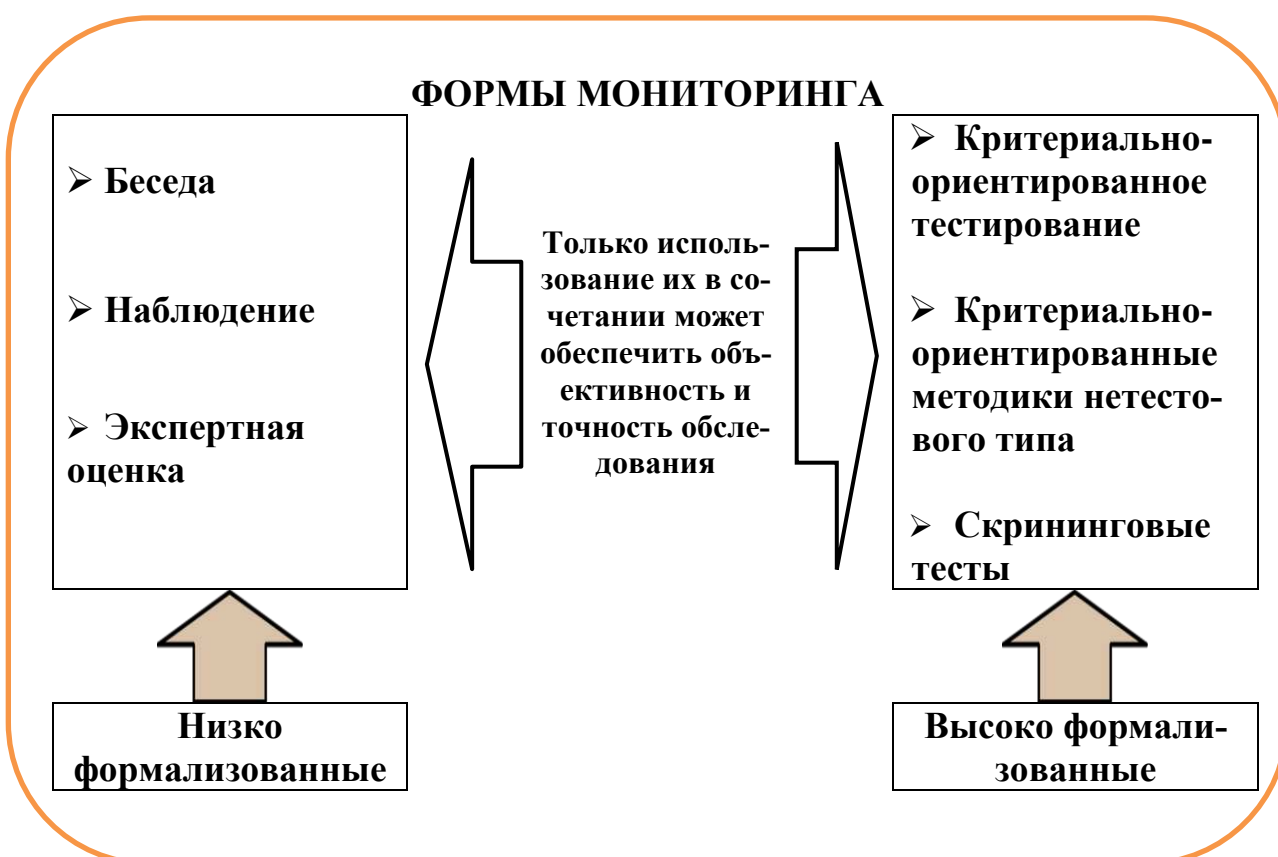 ФОРМЫ МОНИТОРИНГА
➢ Беседа
➢ Наблюдение
➢ Экспертная
оценка
Только исполь-
зование их в со-
четании может
обеспечить объ-
ективность и
точность обсле-
дования
➢ Критериально-
ориентированное
тестирование
➢ Критериально-
ориентированные
методики нетесто-
вого типа
➢ Скрининговые
тесты
Низко
формализованные
Высоко формали-
зованные